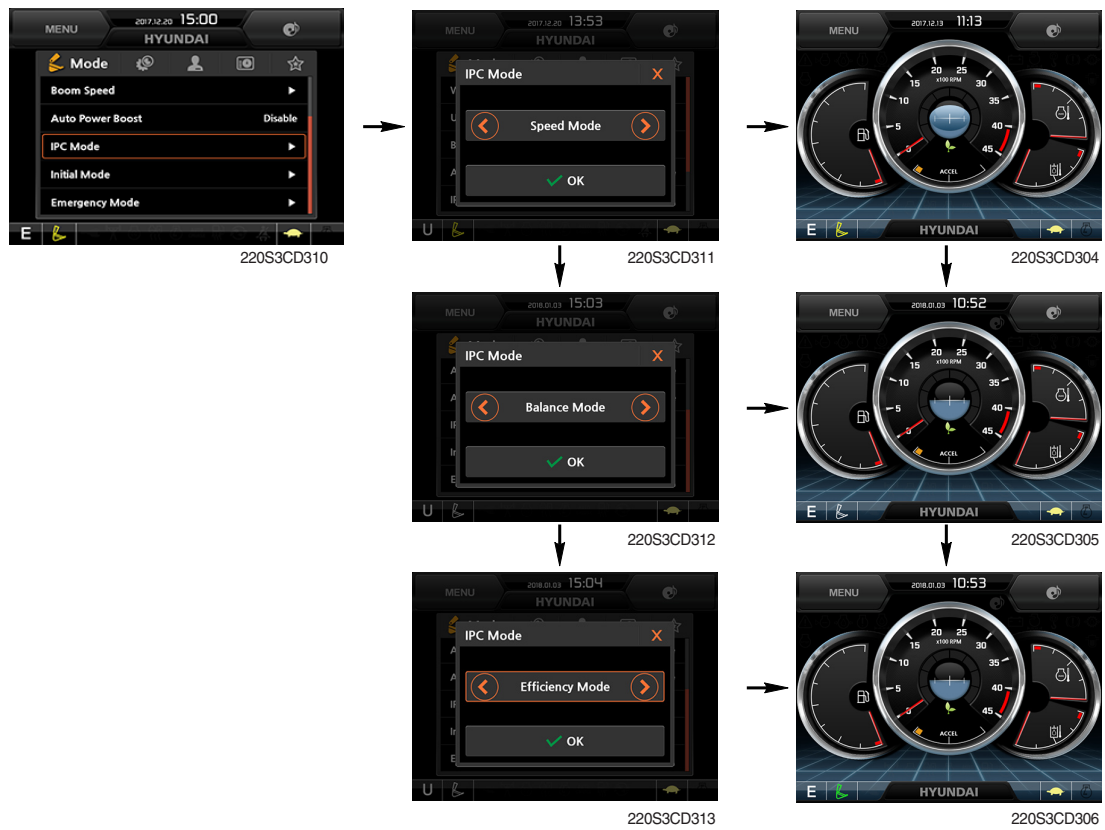 MENU
2017.12.20 15:00
HYUNDAI
Mode
Boom Speed
Auto Power Boost Disable
IPC Mode
Initial Mode
Emergency Mode
E
220S3CD310
MENU
2017.12.20 13:53
HYUNDAI
IPC Mode X
Speed Mode
OK
U
220S3CD311
MENU
2017.12.13 11:13
0 5 10 15 20 25 30 35 40 45
x100 RPM
ACCEL
E
HYUNDAI
220S3CD304
MENU
2018.01.03 15:03
HYUNDAI
IPC Mode X
Balance Mode
OK
U
220S3CD312
MENU
2018.01.03 10:52
0 5 10 15 20 25 30 35 40 45
x100 RPM
ACCEL
E
HYUNDAI
220S3CD305
MENU
2018.01.03 15:04
HYUNDAI
IPC Mode X
Efficiency Mode
OK
U
220S3CD313
MENU
2018.01.03 10:53
0 5 10 15 20 25 30 35 40 45
x100 RPM
ACCEL
E
HYUNDAI
220S3CD306